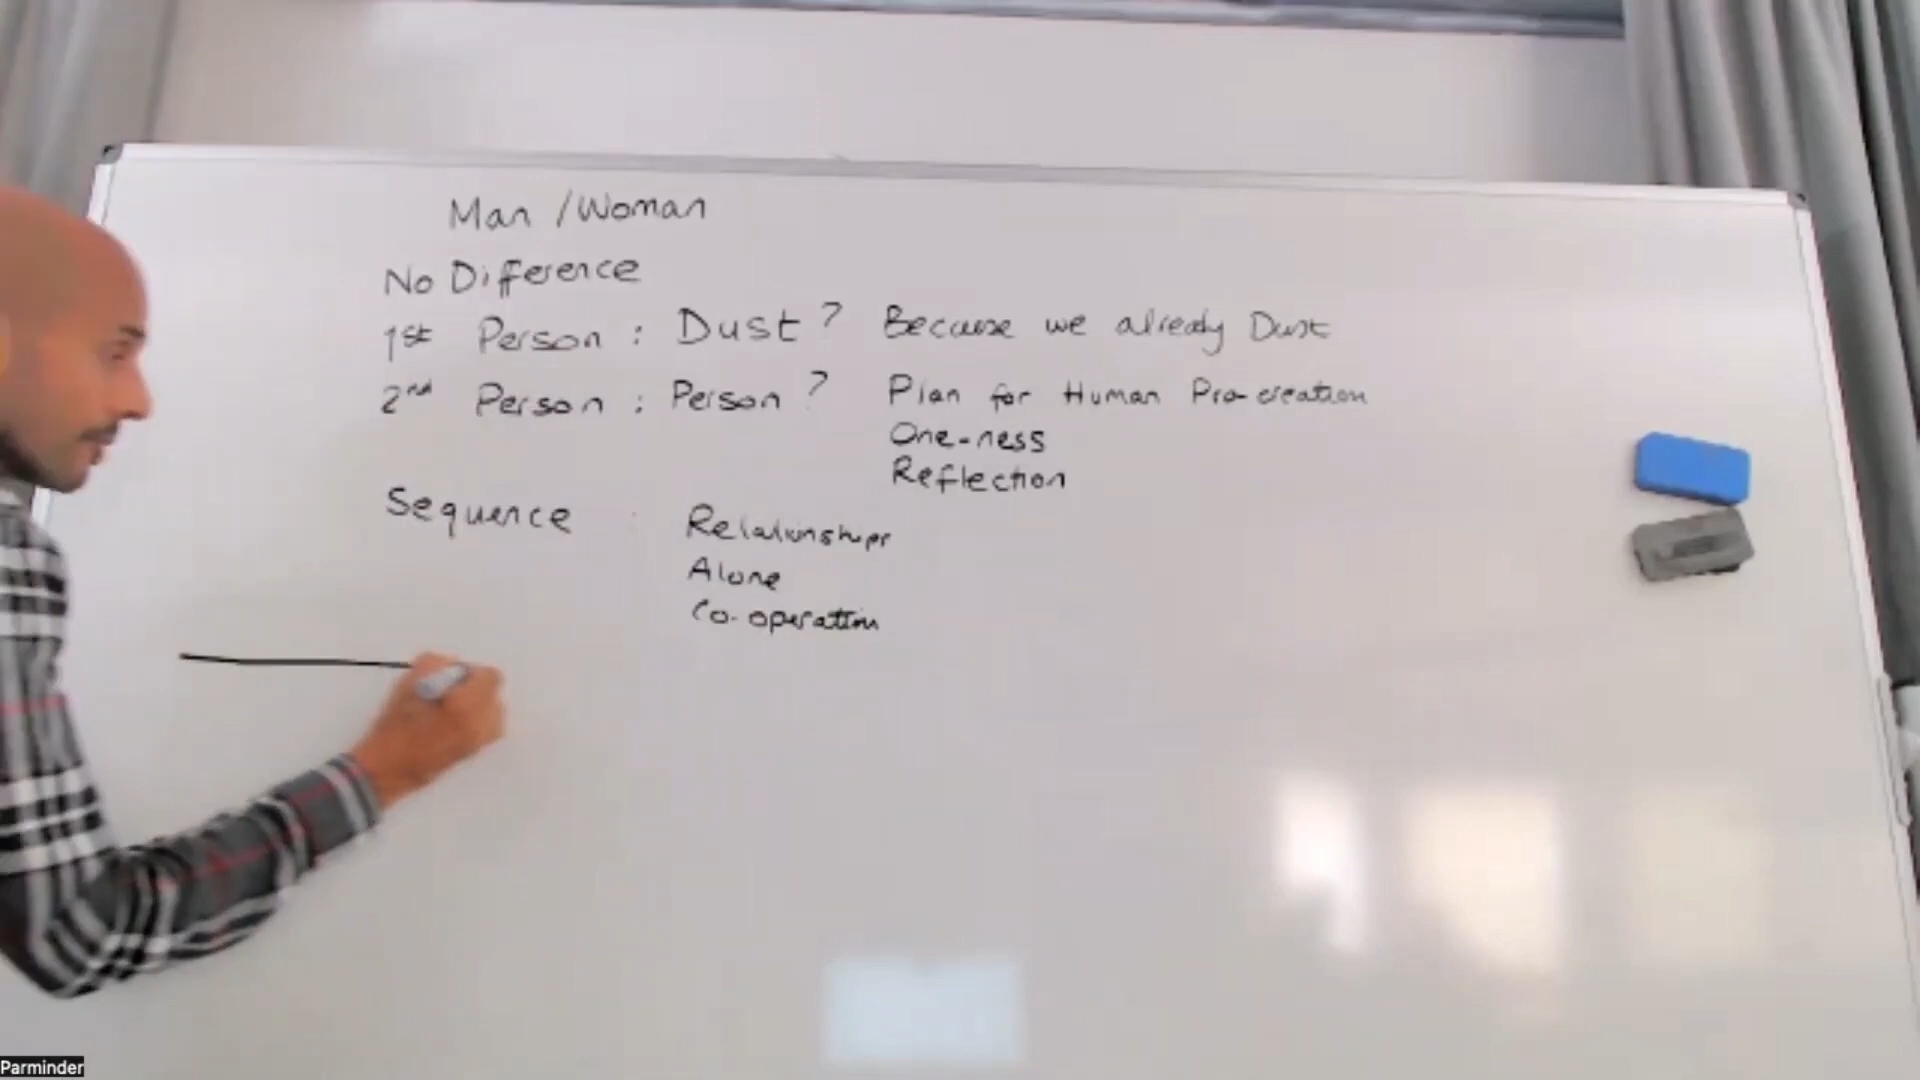 Man / Woman
No Difference
1st Person : Dust? Because we already Dust
2nd Person : Person? Plan for Human Pro-creation
One-ness
Reflection
Sequence : Relationships
Alone
Co-operation
Parminder